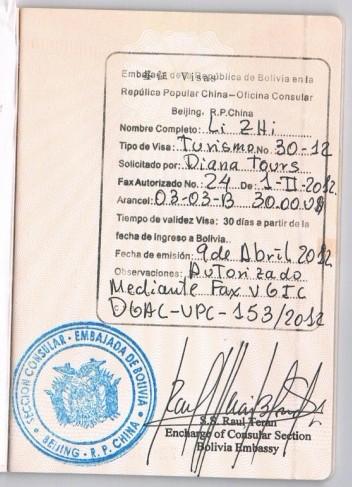 Visas
Embajada de la República de Bolivia en la
República Popular China-Oficina Consular
Beijing, R.P.China
Nombre Completo: Li ZHi
Tipo de Visa: Turismo No. 30-12
Solicitado por: Diana Tours
Fax Autorizado No. 24 De: 1-II-2012
Arancel: 03-03-B 30.00 U$
Tiempo de validez Visa: 30 días a partir de la
fecha de ingreso a Bolivia..
Fecha de emisión: 9 de Abril 2012
Observaciones: Autorizado
Mediante Fax VGIC
DGAC-UPC-153/2012
SECCION CONSULAR · EMBAJADA DE BOLIVIA
BEIJING - R. P. CHINA
S.S. Raul Teran
Encharge of Consular Section
Bolivia Embassy